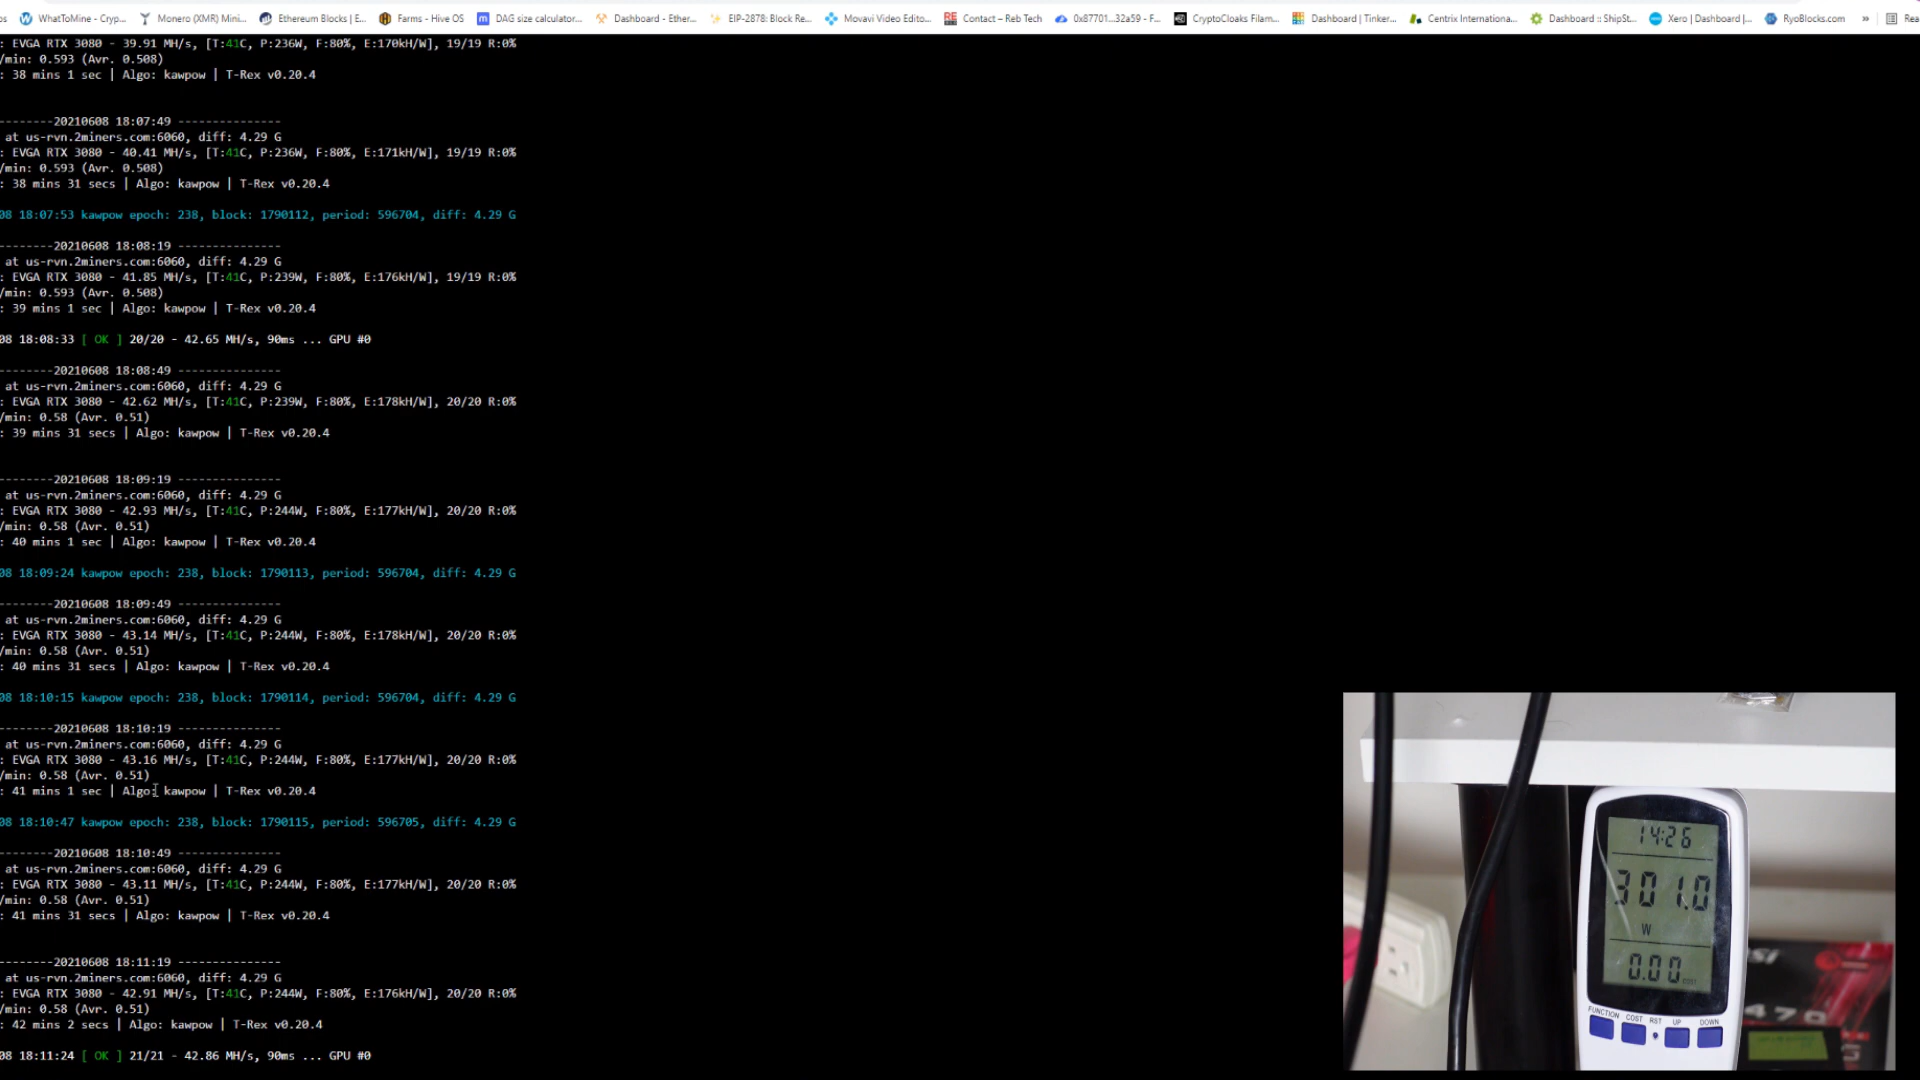 os WhatToMine - Cryp... Monero (XMR) Mini... Ethereum Blocks | E... Farms - Hive OS DAG size calculator... Dashboard - Ether... EIP-2878: Block Re... Movavi Video Edito... Contact – Reb Tech 0x87701...32a59 - F... CryptoCloaks Filam... Dashboard | Tinker... Centrix Internationa... Dashboard :: ShipSt... Xero | Dashboard |... RyoBlocks.com » Rea
: EVGA RTX 3080 - 39.91 MH/s, [T:41C, P:236W, F:80%, E:170kH/W], 19/19 R:0%
/min: 0.593 (Avr. 0.508)
: 38 mins 1 sec | Algo: kawpow | T-Rex v0.20.4
--------20210608 18:07:49 ---------------
at us-rvn.2miners.com:6060, diff: 4.29 G
: EVGA RTX 3080 - 40.41 MH/s, [T:41C, P:236W, F:80%, E:171kH/W], 19/19 R:0%
/min: 0.593 (Avr. 0.508)
: 38 mins 31 secs | Algo: kawpow | T-Rex v0.20.4
08 18:07:53 kawpow epoch: 238, block: 1790112, period: 596704, diff: 4.29 G
--------20210608 18:08:19 ---------------
at us-rvn.2miners.com:6060, diff: 4.29 G
: EVGA RTX 3080 - 41.85 MH/s, [T:41C, P:239W, F:80%, E:176kH/W], 19/19 R:0%
/min: 0.593 (Avr. 0.508)
: 39 mins 1 sec | Algo: kawpow | T-Rex v0.20.4
08 18:08:33 [ OK ] 20/20 - 42.65 MH/s, 90ms ... GPU #0
--------20210608 18:08:49 ---------------
at us-rvn.2miners.com:6060, diff: 4.29 G
: EVGA RTX 3080 - 42.62 MH/s, [T:41C, P:239W, F:80%, E:178kH/W], 20/20 R:0%
/min: 0.58 (Avr. 0.51)
: 39 mins 31 secs | Algo: kawpow | T-Rex v0.20.4
--------20210608 18:09:19 ---------------
at us-rvn.2miners.com:6060, diff: 4.29 G
: EVGA RTX 3080 - 42.93 MH/s, [T:41C, P:244W, F:80%, E:177kH/W], 20/20 R:0%
/min: 0.58 (Avr. 0.51)
: 40 mins 1 sec | Algo: kawpow | T-Rex v0.20.4
08 18:09:24 kawpow epoch: 238, block: 1790113, period: 596704, diff: 4.29 G
--------20210608 18:09:49 ---------------
at us-rvn.2miners.com:6060, diff: 4.29 G
: EVGA RTX 3080 - 43.14 MH/s, [T:41C, P:244W, F:80%, E:178kH/W], 20/20 R:0%
/min: 0.58 (Avr. 0.51)
: 40 mins 31 secs | Algo: kawpow | T-Rex v0.20.4
08 18:10:15 kawpow epoch: 238, block: 1790114, period: 596704, diff: 4.29 G
--------20210608 18:10:19 ---------------
at us-rvn.2miners.com:6060, diff: 4.29 G
: EVGA RTX 3080 - 43.16 MH/s, [T:41C, P:244W, F:80%, E:177kH/W], 20/20 R:0%
/min: 0.58 (Avr. 0.51)
: 41 mins 1 sec | Algo: kawpow | T-Rex v0.20.4
08 18:10:47 kawpow epoch: 238, block: 1790115, period: 596705, diff: 4.29 G
--------20210608 18:10:49 ---------------
at us-rvn.2miners.com:6060, diff: 4.29 G
: EVGA RTX 3080 - 43.11 MH/s, [T:41C, P:244W, F:80%, E:177kH/W], 20/20 R:0%
/min: 0.58 (Avr. 0.51)
: 41 mins 31 secs | Algo: kawpow | T-Rex v0.20.4
--------20210608 18:11:19 ---------------
at us-rvn.2miners.com:6060, diff: 4.29 G
: EVGA RTX 3080 - 42.91 MH/s, [T:41C, P:244W, F:80%, E:176kH/W], 20/20 R:0%
/min: 0.58 (Avr. 0.51)
: 42 mins 2 secs | Algo: kawpow | T-Rex v0.20.4
08 18:11:24 [ OK ] 21/21 - 42.86 MH/s, 90ms ... GPU #0
14:26
301.0
W
0.00 COST
FUNCTION COST RST UP DOWN
SI
470